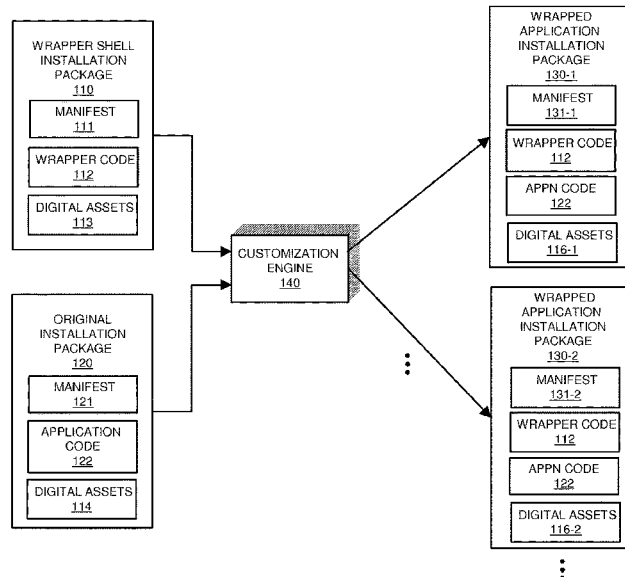 WRAPPER SHELL
INSTALLATION
PACKAGE
110
MANIFEST
111
WRAPPER CODE
112
DIGITAL ASSETS
113
ORIGINAL
INSTALLATION
PACKAGE
120
MANIFEST
121
APPLICATION
CODE
122
DIGITAL ASSETS
114
CUSTOMIZATION
ENGINE
140
WRAPPED
APPLICATION
INSTALLATION
PACKAGE
130-1
MANIFEST
131-1
WRAPPER CODE
112
APPN CODE
122
DIGITAL ASSETS
116-1
WRAPPED
APPLICATION
INSTALLATION
PACKAGE
130-2
MANIFEST
131-2
WRAPPER CODE
112
APPN CODE
122
DIGITAL ASSETS
116-2